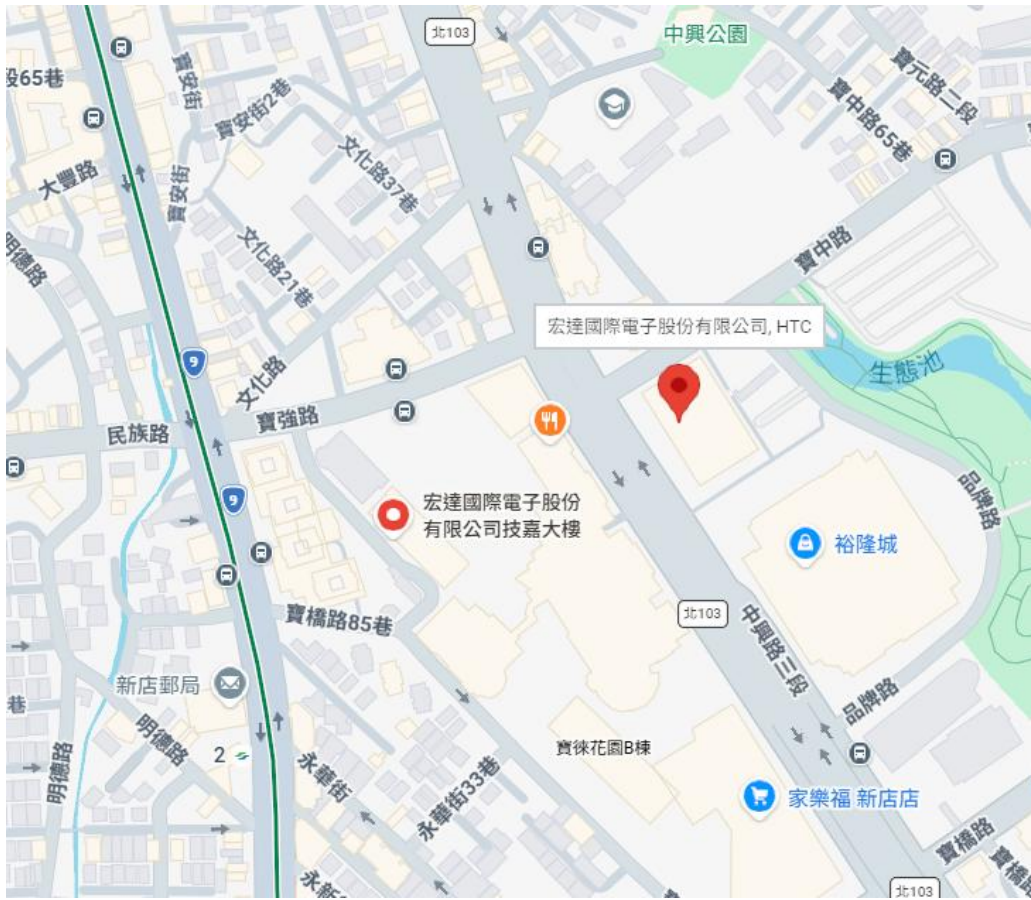 北103
中興公園
段65巷
寶安街
寶安街2巷
寶元路二段
寶中路65巷
文化路37巷
大豐路
寶安街
明德路
文化路21巷
寶中路
宏達國際電子股份有限公司, HTC
生態池
9
文化路
寶強路
民族路
9
宏達國際電子股份
有限公司技嘉大樓
品牌路
裕隆城
寶橋路85巷
北103
中興路三段
新店郵局
巷
明德路
明德路
品牌路
2
永華街
寶徠花園B棟
永華街33巷
家樂福 新店店
寶橋路
寶橋
永新
北103